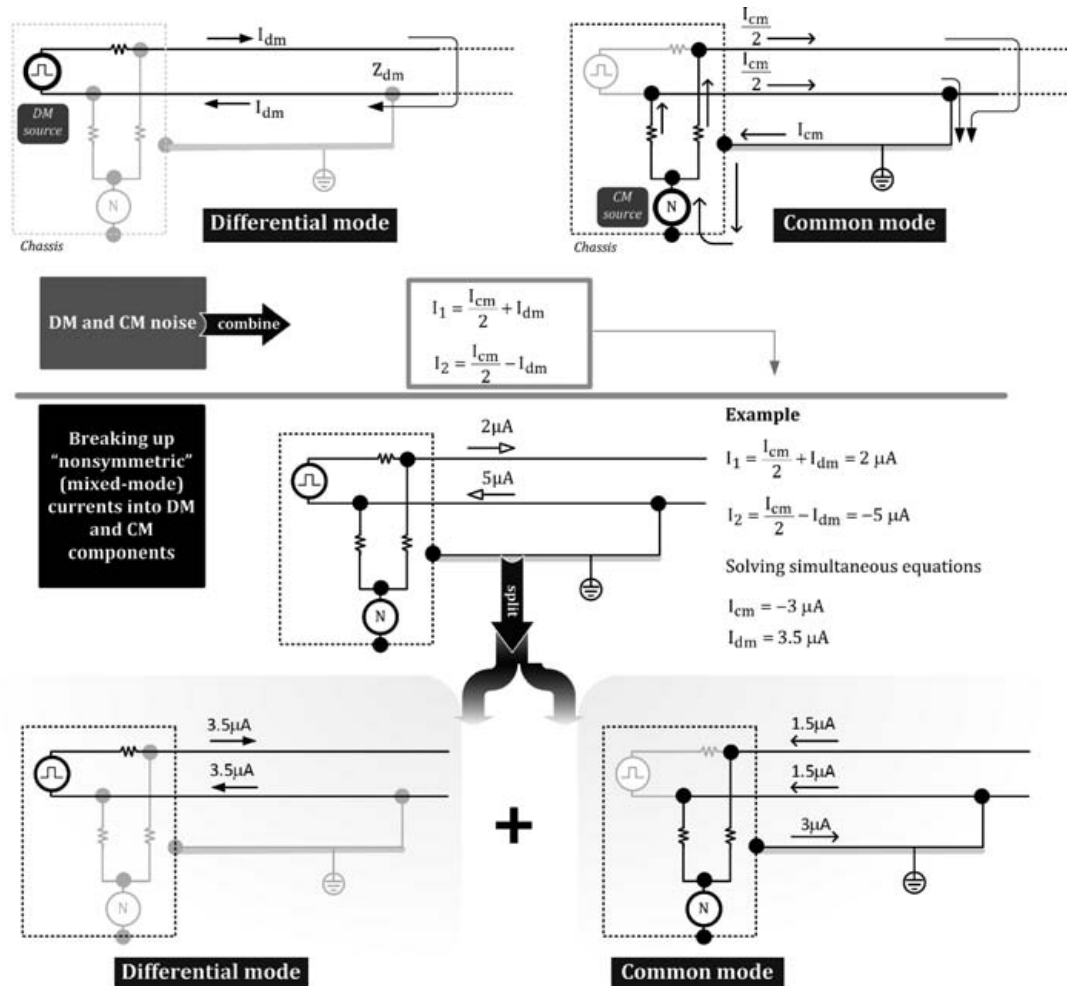 I_dm
Z_dm
I_dm
DM
source
N
Differential mode
Chassis
I_cm/2
I_cm/2
I_cm
CM
source
N
Common mode
Chassis
DM and CM noise
combine
I_1 = I_cm/2 + I_dm
I_2 = I_cm/2 − I_dm
Breaking up
“nonsymmetric”
(mixed-mode)
currents into DM
and CM
components
2μA
5μA
N
split
Example
I_1 = I_cm/2 + I_dm = 2 μA
I_2 = I_cm/2 − I_dm = −5 μA
Solving simultaneous equations
I_cm = −3 μA
I_dm = 3.5 μA
3.5μA
3.5μA
N
Differential mode
+
1.5μA
1.5μA
3μA
N
Common mode